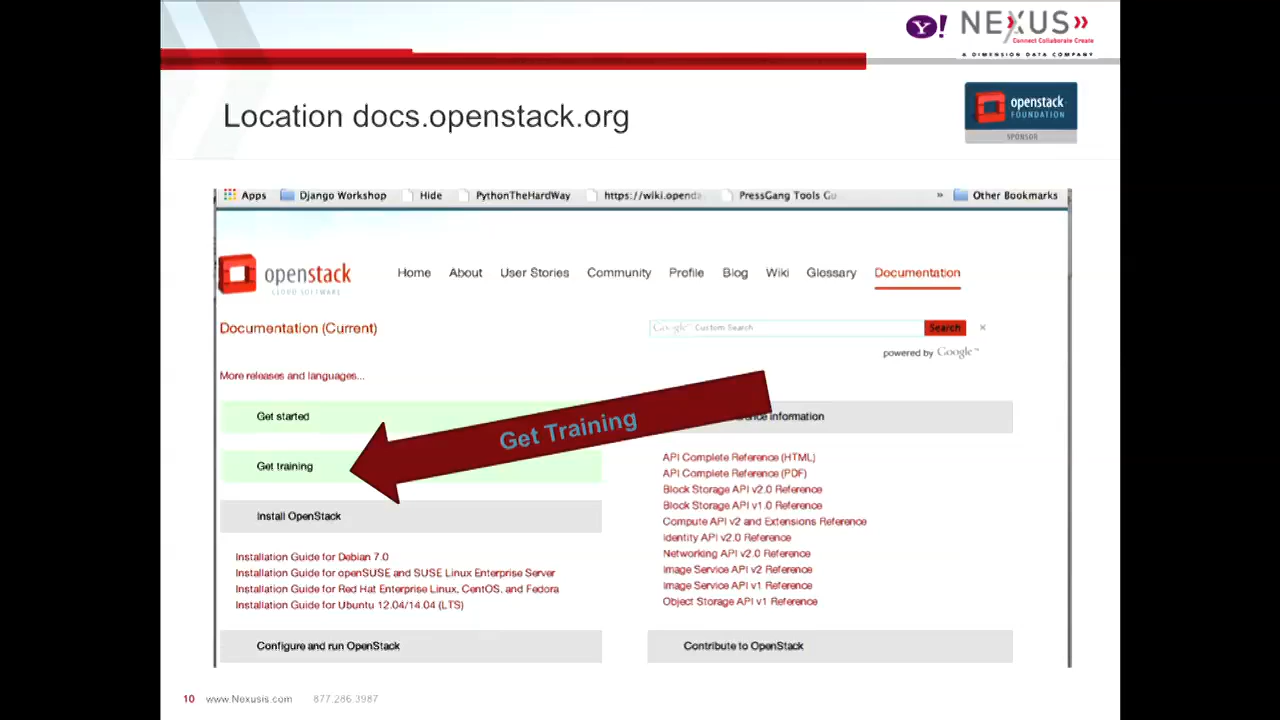 Y! NEXUS»
Connect Collaborate Create
A DIMENSION DATA COMPANY
Location docs.openstack.org
openstack
FOUNDATION
SPONSOR
Apps Django Workshop Hide PythonTheHardWay https://wiki.openda PressGang Tools Gu » Other Bookmarks
openstack
CLOUD SOFTWARE
Home About User Stories Community Profile Blog Wiki Glossary Documentation
Documentation (Current)
Google™ Custom Search Search ×
powered by Google™
More releases and languages...
Get started
Information
Get Training
Get training
Install OpenStack
Installation Guide for Debian 7.0
Installation Guide for openSUSE and SUSE Linux Enterprise Server
Installation Guide for Red Hat Enterprise Linux, CentOS, and Fedora
Installation Guide for Ubuntu 12.04/14.04 (LTS)
Configure and run OpenStack
API Complete Reference (HTML)
API Complete Reference (PDF)
Block Storage API v2.0 Reference
Block Storage API v1.0 Reference
Compute API v2 and Extensions Reference
Identity API v2.0 Reference
Networking API v2.0 Reference
Image Service API v2 Reference
Image Service API v1 Reference
Object Storage API v1 Reference
Contribute to OpenStack
10 www.Nexusis.com 877.286.3987